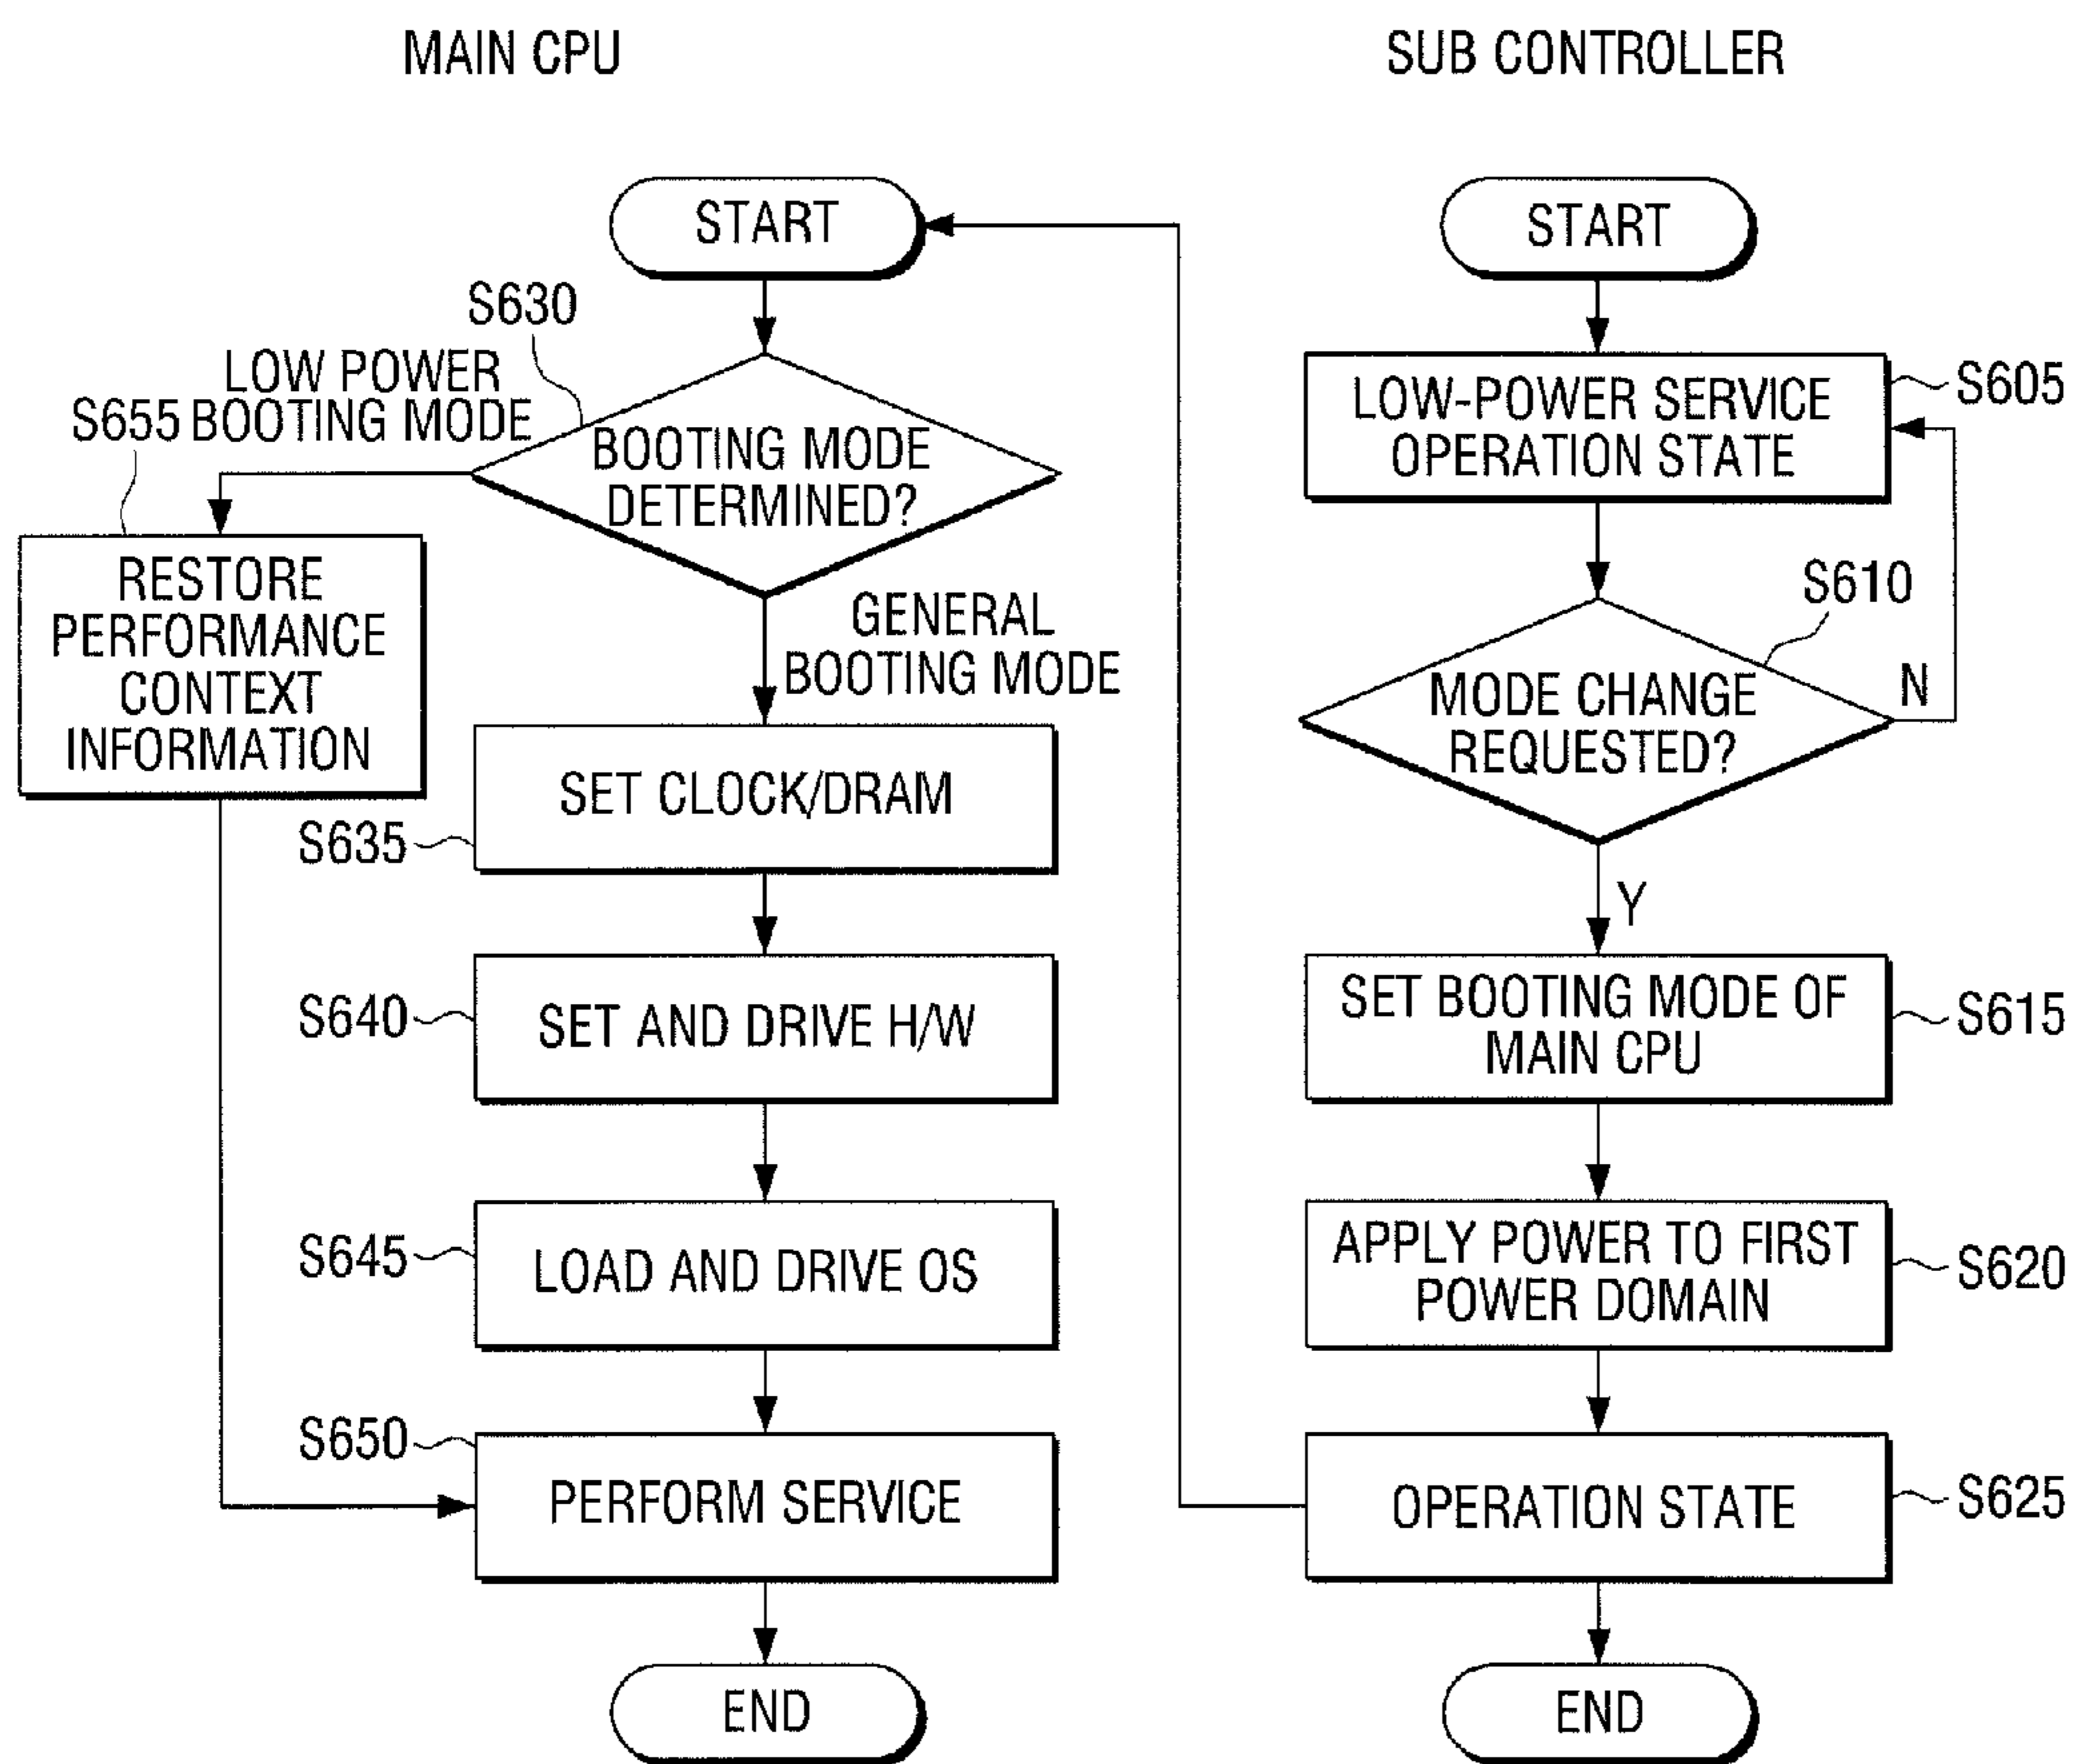 MAIN CPU
SUB CONTROLLER
START
START
S630
LOW POWER
BOOTING MODE
S655
BOOTING MODE
DETERMINED?
LOW-POWER SERVICE
OPERATION STATE
S605
RESTORE
PERFORMANCE
CONTEXT
INFORMATION
GENERAL
BOOTING MODE
S610
MODE CHANGE
REQUESTED?
N
Y
SET CLOCK/DRAM
S635
SET BOOTING MODE OF
MAIN CPU
S615
S640
SET AND DRIVE H/W
APPLY POWER TO FIRST
POWER DOMAIN
S620
S645
LOAD AND DRIVE OS
S650
PERFORM SERVICE
OPERATION STATE
S625
END
END